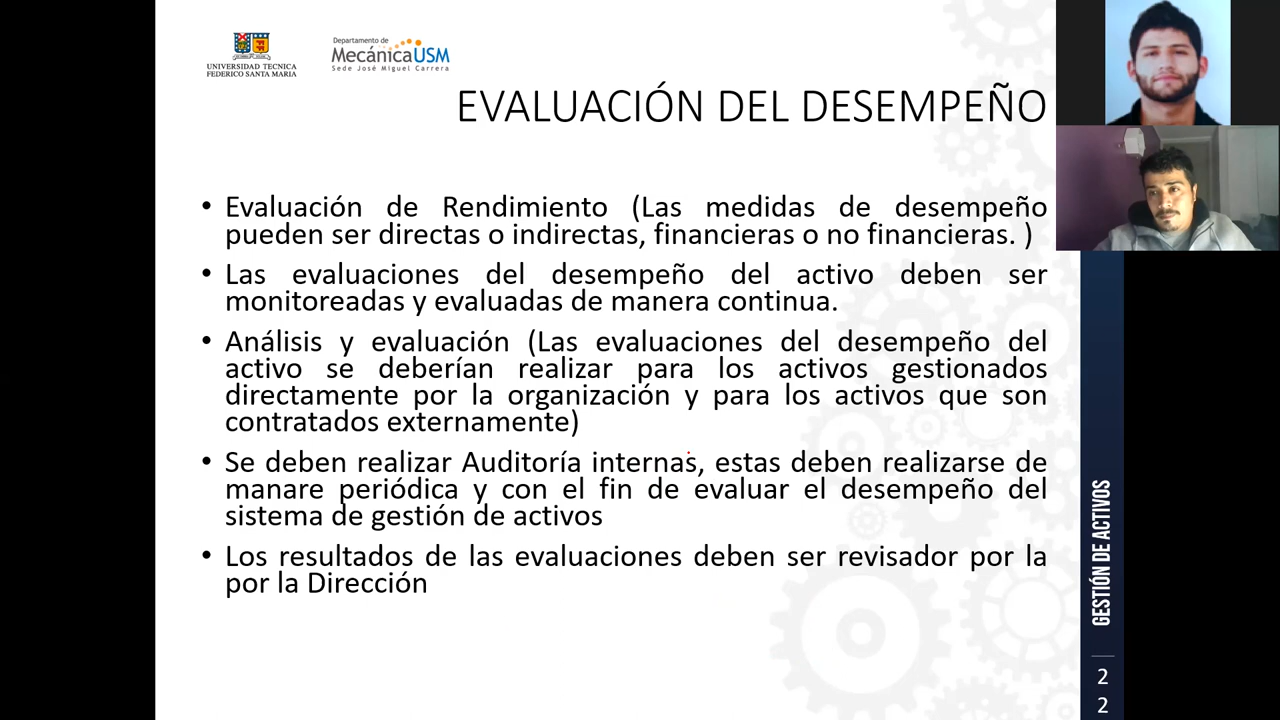 UNIVERSIDAD TECNICA
FEDERICO SANTA MARIA
Departamento de
MecánicaUSM
Sede José Miguel Carrera
EVALUACIÓN DEL DESEMPEÑO
• Evaluación de Rendimiento (Las medidas de desempeño
pueden ser directas o indirectas, financieras o no financieras. )
• Las evaluaciones del desempeño del activo deben ser
monitoreadas y evaluadas de manera continua.
• Análisis y evaluación (Las evaluaciones del desempeño del
activo se deberían realizar para los activos gestionados
directamente por la organización y para los activos que son
contratados externamente)
• Se deben realizar Auditoría internas, estas deben realizarse de
manare periódica y con el fin de evaluar el desempeño del
sistema de gestión de activos
• Los resultados de las evaluaciones deben ser revisador por la
por la Dirección
GESTIÓN DE ACTIVOS
2
2